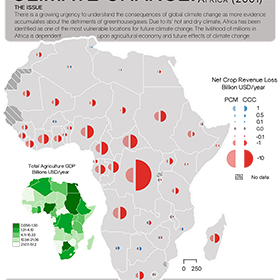 CLIMATE CHANGE: AFRICA (2001)
THE ISSUE
There is a growing urgency to understand the consequences of global climate change as more evidence
accumulates about the detriments of greenhouse gases. Due to its' hot and dry climate, Africa has been
identified as one of the most vulnerable locations for future climate change. The livelihood of millions in
Africa is dependent upon agricultural economy and future effects of climate change.
Net Crop Revenue Loss
Billion USD/year
PCM CCC
1
0.5
0.1
-0.1
-0.5
-1
-5
-10
No data
Total Agriculture GDP
Billions USD/year
0 250